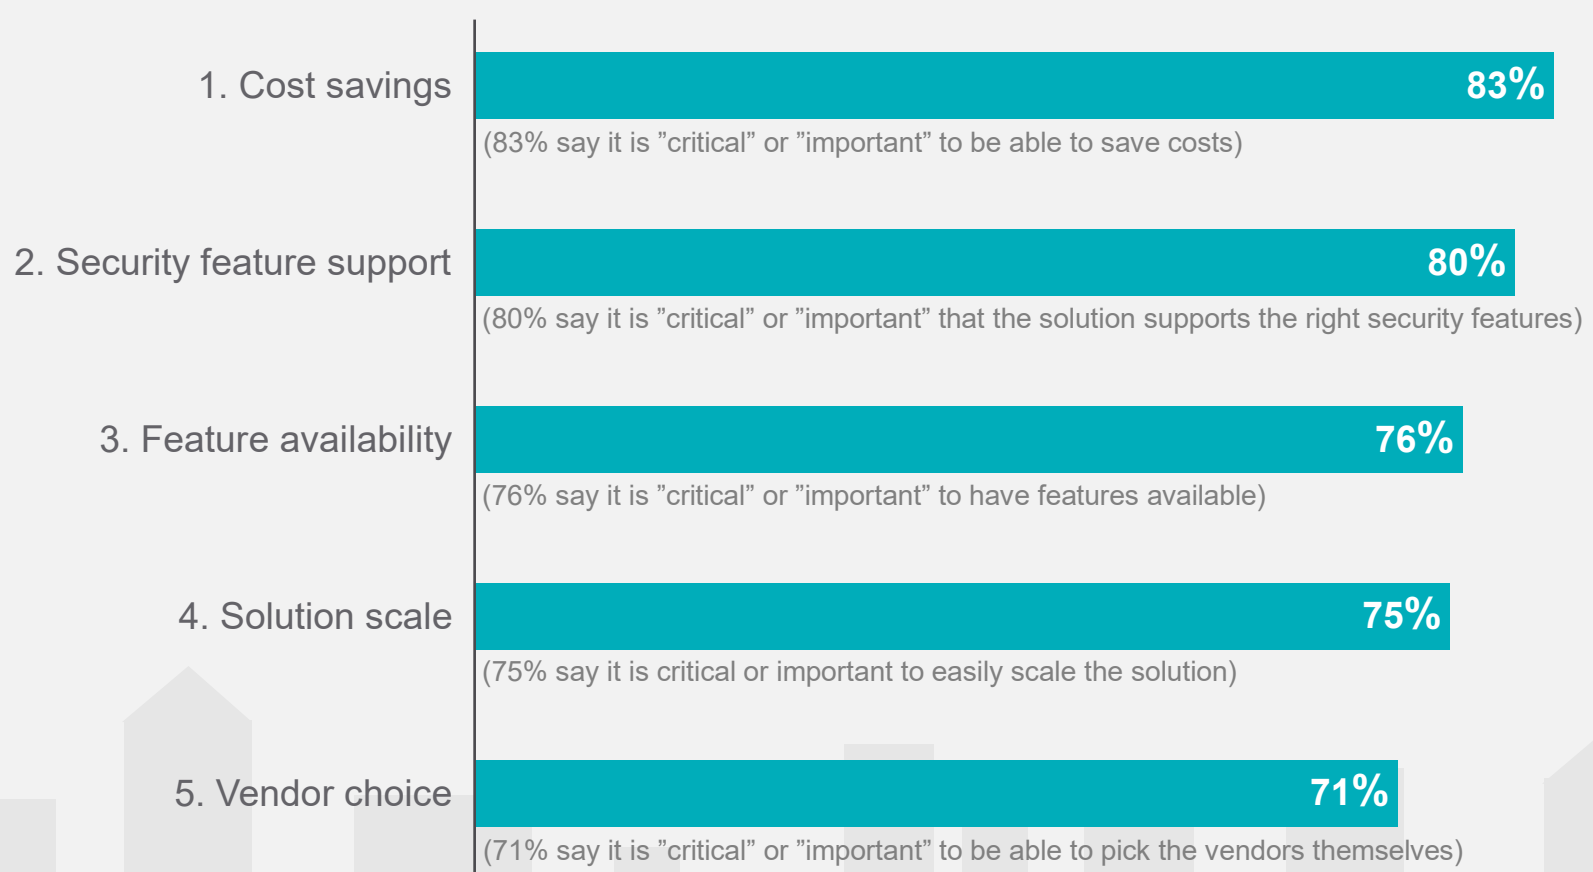 1. Cost savings
83%
(83% say it is ”critical” or ”important” to be able to save costs)
2. Security feature support
80%
(80% say it is ”critical” or ”important” that the solution supports the right security features)
3. Feature availability
76%
(76% say it is ”critical” or ”important” to have features available)
4. Solution scale
75%
(75% say it is critical or important to easily scale the solution)
5. Vendor choice
71%
(71% say it is ”critical” or ”important” to be able to pick the vendors themselves)